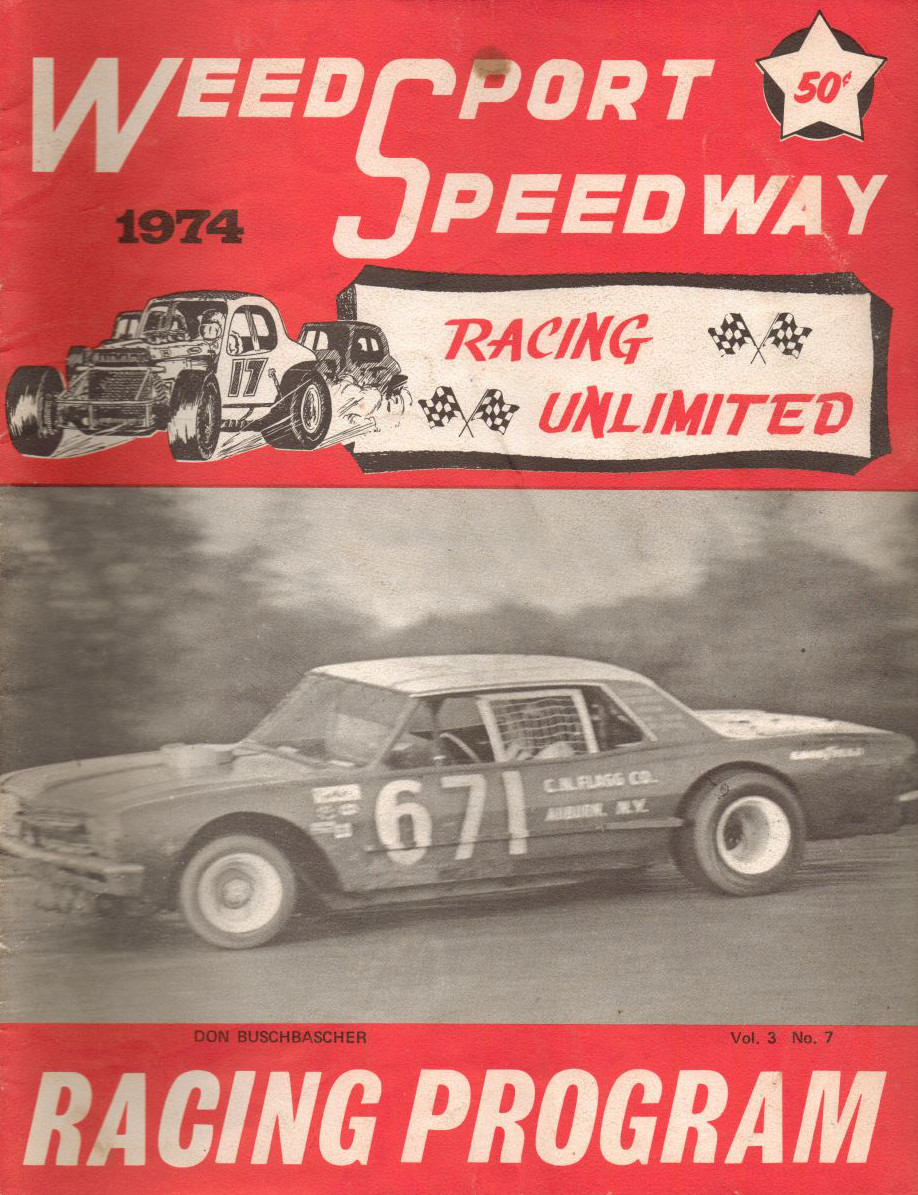 WEEDSPORT
SPEEDWAY
50¢
1974
RACING
UNLIMITED
17
671
C.N. FLAGG CO.
AUBURN, N.Y.
GOODYEAR
DON BUSCHBASCHER
Vol. 3 No. 7
RACING PROGRAM